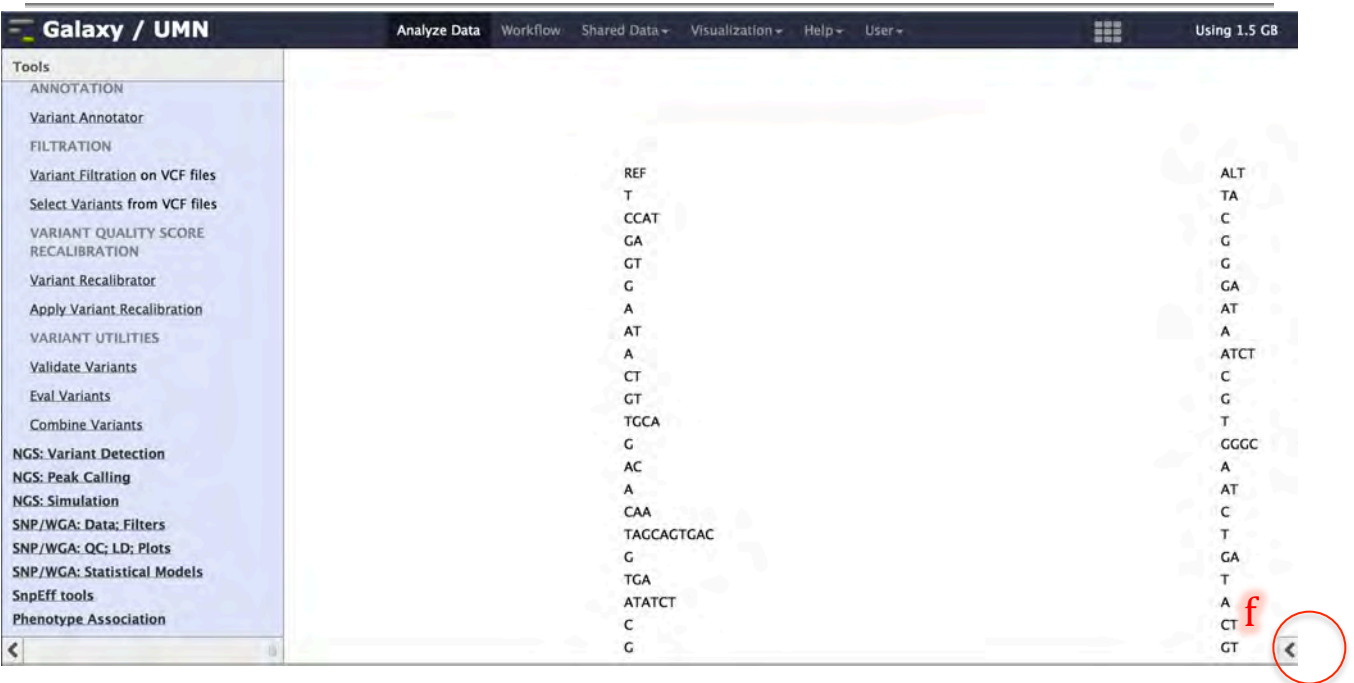 Galaxy / UMN Analyze Data Workflow Shared Data Visualization Help User Using 1.5 GB
Tools
ANNOTATION
Variant Annotator
FILTRATION
Variant Filtration on VCF files
Select Variants from VCF files
VARIANT QUALITY SCORE
RECALIBRATION
Variant Recalibrator
Apply Variant Recalibration
VARIANT UTILITIES
Validate Variants
Eval Variants
Combine Variants
NGS: Variant Detection
NGS: Peak Calling
NGS: Simulation
SNP/WGA: Data; Filters
SNP/WGA: QC; LD; Plots
SNP/WGA: Statistical Models
SnpEff tools
Phenotype Association
REF ALT
T TA
CCAT C
GA G
GT G
G GA
A AT
AT A
A ATCT
CT C
GT G
TGCA T
G GGGC
AC A
A AT
CAA C
TAGCAGTGAC T
G GA
TGA T
ATATCT A
C CT
G GT
f